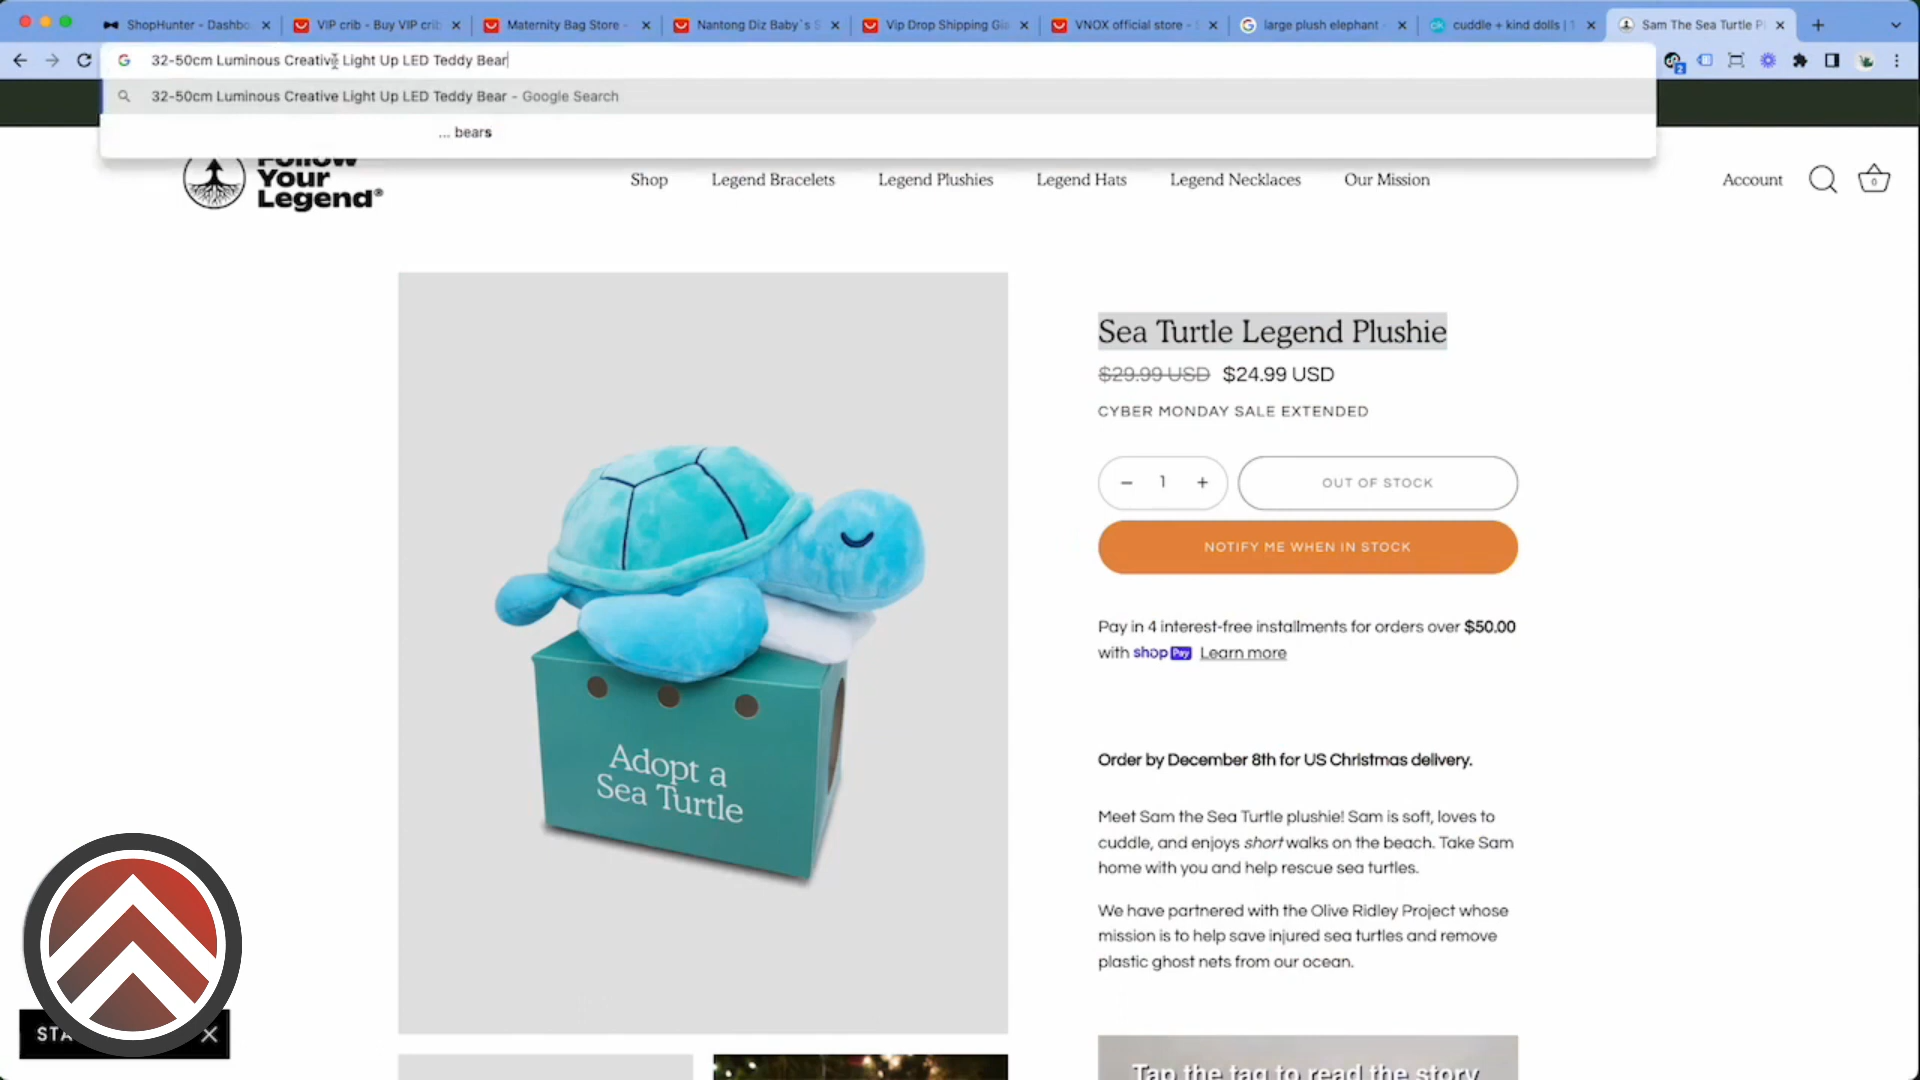 ShopHunter - Dashbo
VIP crib - Buy VIP crib
Maternity Bag Store -
Nantong Diz Baby`s S
Vip Drop Shipping Gia
VNOX official store - S
large plush elephant -
cuddle + kind dolls | 1
Sam The Sea Turtle Pl
32-50cm Luminous Creative Light Up LED Teddy Bear
32-50cm Luminous Creative Light Up LED Teddy Bear - Google Search
... bears
Follow
Your
Legend®
Shop
Legend Bracelets
Legend Plushies
Legend Hats
Legend Necklaces
Our Mission
Account
0
Sea Turtle Legend Plushie
$29.99 USD $24.99 USD
CYBER MONDAY SALE EXTENDED
− 1 +
OUT OF STOCK
NOTIFY ME WHEN IN STOCK
Pay in 4 interest-free installments for orders over $50.00
with shop Pay Learn more
Order by December 8th for US Christmas delivery.
Meet Sam the Sea Turtle plushie! Sam is soft, loves to
cuddle, and enjoys short walks on the beach. Take Sam
home with you and help rescue sea turtles.
We have partnered with the Olive Ridley Project whose
mission is to help save injured sea turtles and remove
plastic ghost nets from our ocean.
Tap the tag to read the story
Adopt a
Sea Turtle
STA